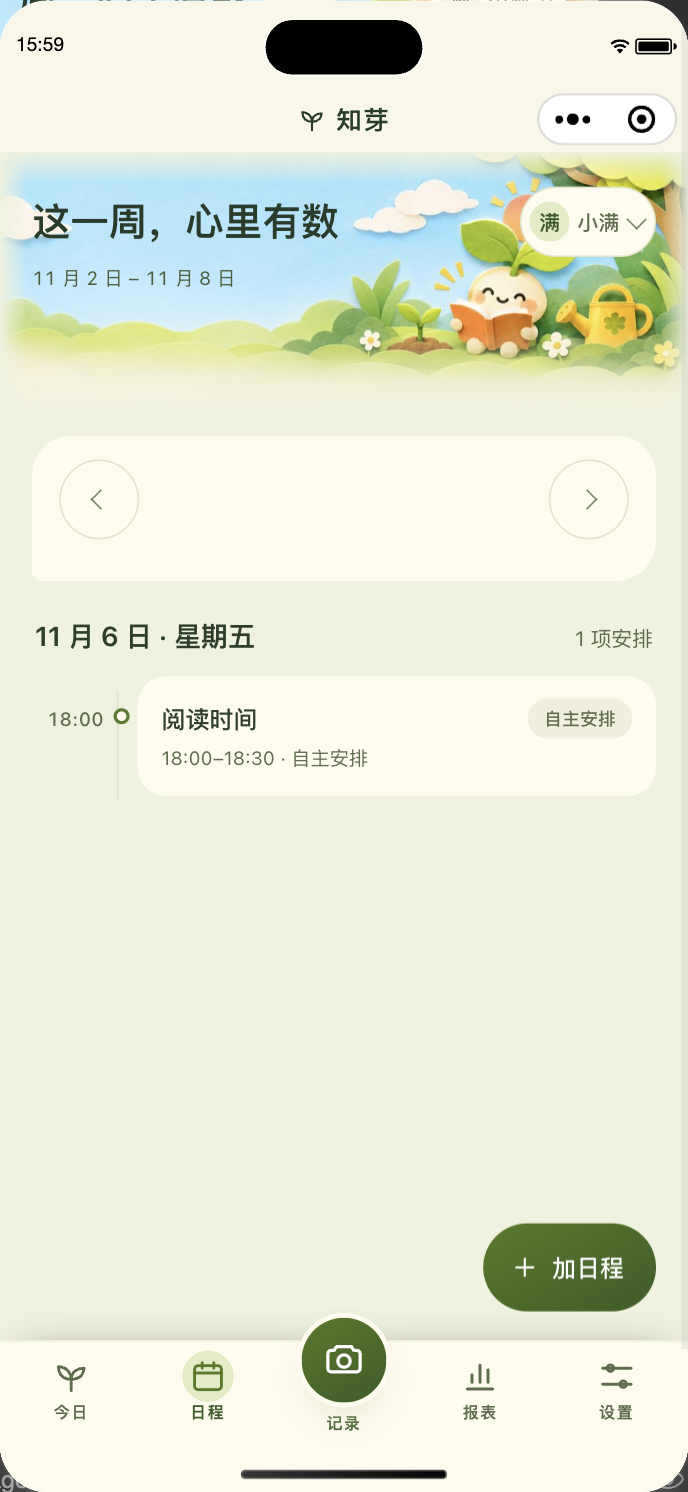 15:59
知芽
这一周，心里有数
满 小满
11 月 2 日 – 11 月 8 日
11 月 6 日 · 星期五
1 项安排
18:00
阅读时间
自主安排
18:00–18:30 · 自主安排
+ 加日程
今日
日程
记录
报表
设置